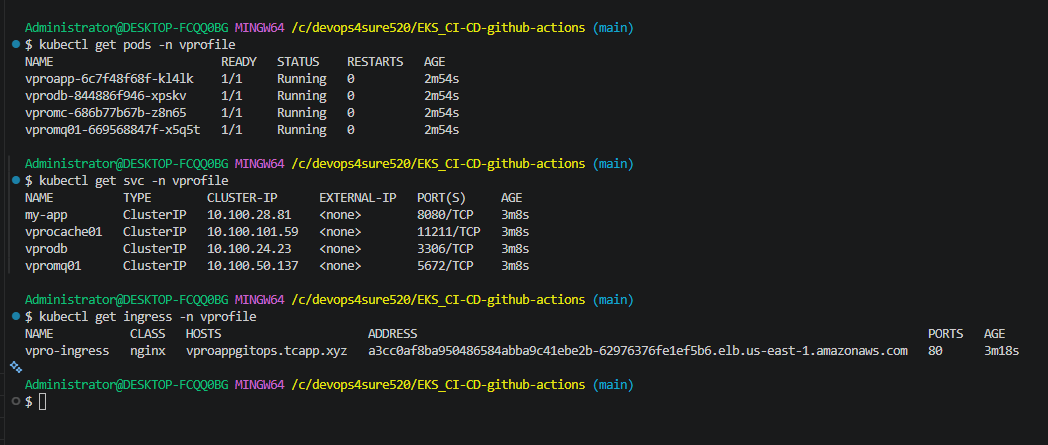 Administrator@DESKTOP-FCQQ0BG MINGW64 /c/devops4sure520/EKS_CI-CD-github-actions (main)
$ kubectl get pods -n vprofile
NAME READY STATUS RESTARTS AGE
vproapp-6c7f48f68f-kl4lk 1/1 Running 0 2m54s
vprodb-844886f946-xpskv 1/1 Running 0 2m54s
vpromc-686b77b67b-z8n65 1/1 Running 0 2m54s
vpromq01-669568847f-x5q5t 1/1 Running 0 2m54s
Administrator@DESKTOP-FCQQ0BG MINGW64 /c/devops4sure520/EKS_CI-CD-github-actions (main)
$ kubectl get svc -n vprofile
NAME TYPE CLUSTER-IP EXTERNAL-IP PORT(S) AGE
my-app ClusterIP 10.100.28.81 <none> 8080/TCP 3m8s
vprocache01 ClusterIP 10.100.101.59 <none> 11211/TCP 3m8s
vprodb ClusterIP 10.100.24.23 <none> 3306/TCP 3m8s
vpromq01 ClusterIP 10.100.50.137 <none> 5672/TCP 3m8s
Administrator@DESKTOP-FCQQ0BG MINGW64 /c/devops4sure520/EKS_CI-CD-github-actions (main)
$ kubectl get ingress -n vprofile
NAME CLASS HOSTS ADDRESS PORTS AGE
vpro-ingress nginx vproappgitops.tcapp.xyz a3cc0af8ba950486584abba9c41ebe2b-62976376fe1ef5b6.elb.us-east-1.amazonaws.com 80 3m18s
Administrator@DESKTOP-FCQQ0BG MINGW64 /c/devops4sure520/EKS_CI-CD-github-actions (main)
$